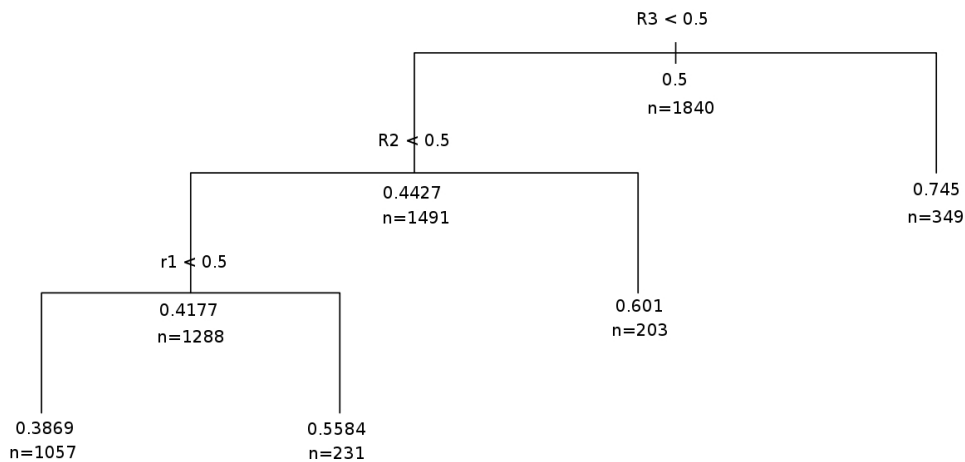 R3 < 0.5
0.5
n=1840
R2 < 0.5
0.4427
n=1491
0.745
n=349
r1 < 0.5
0.4177
n=1288
0.601
n=203
0.3869
n=1057
0.5584
n=231